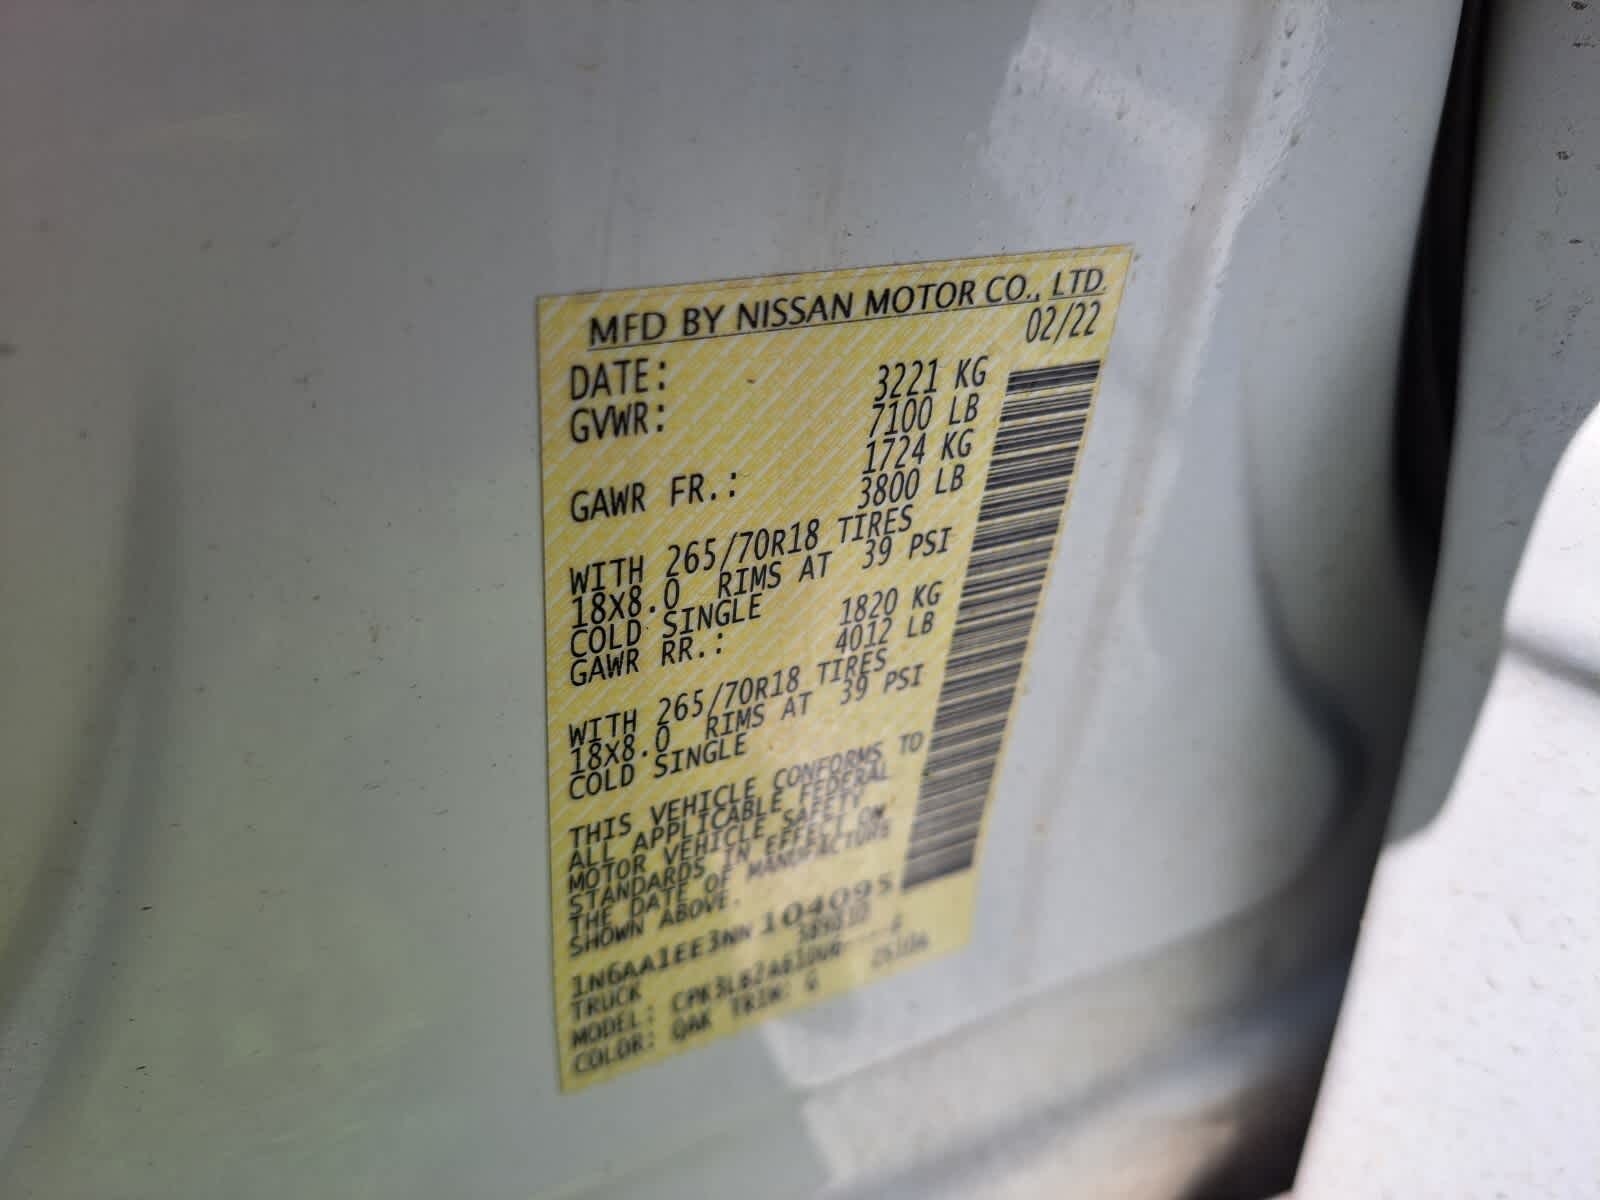 MFD BY NISSAN MOTOR CO., LTD.
DATE: 02/22
GVWR: 3221 KG
7100 LB
GAWR FR.: 1724 KG
3800 LB
WITH 265/70R18 TIRES
18X8.0 RIMS AT 39 PSI
COLD SINGLE
GAWR RR.: 1820 KG
4012 LB
WITH 265/70R18 TIRES
18X8.0 RIMS AT 39 PSI
COLD SINGLE
THIS VEHICLE CONFORMS TO
ALL APPLICABLE FEDERAL
MOTOR VEHICLE SAFETY
STANDARDS IN EFFECT ON
THE DATE OF MANUFACTURE
SHOWN ABOVE.
1N6AA1EE3NN104095
TRUCK
MODEL:
COLOR: QAK TRIM: G